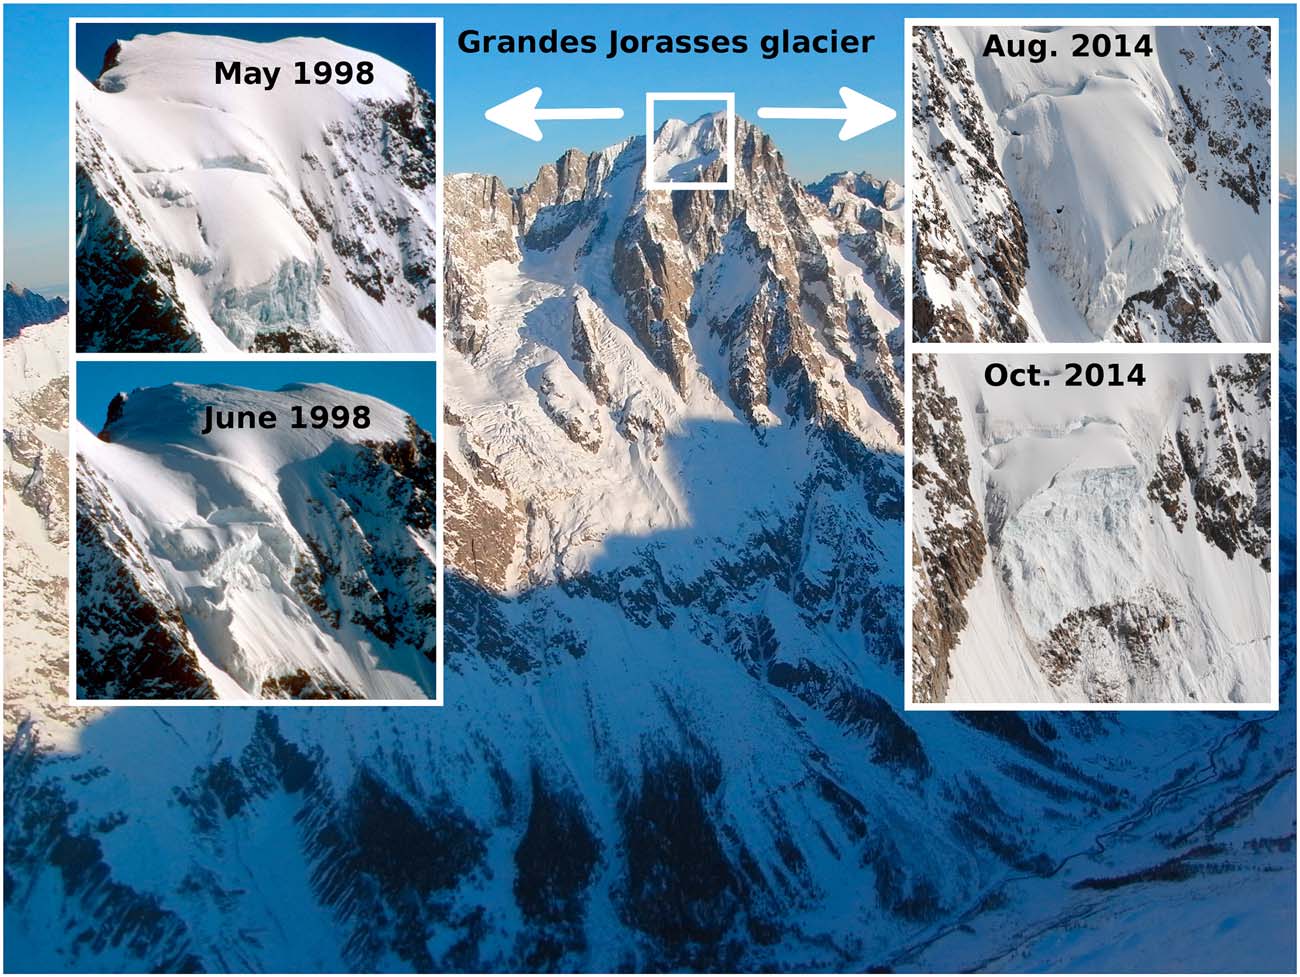 Grandes Jorasses glacier
May 1998
June 1998
Aug. 2014
Oct. 2014